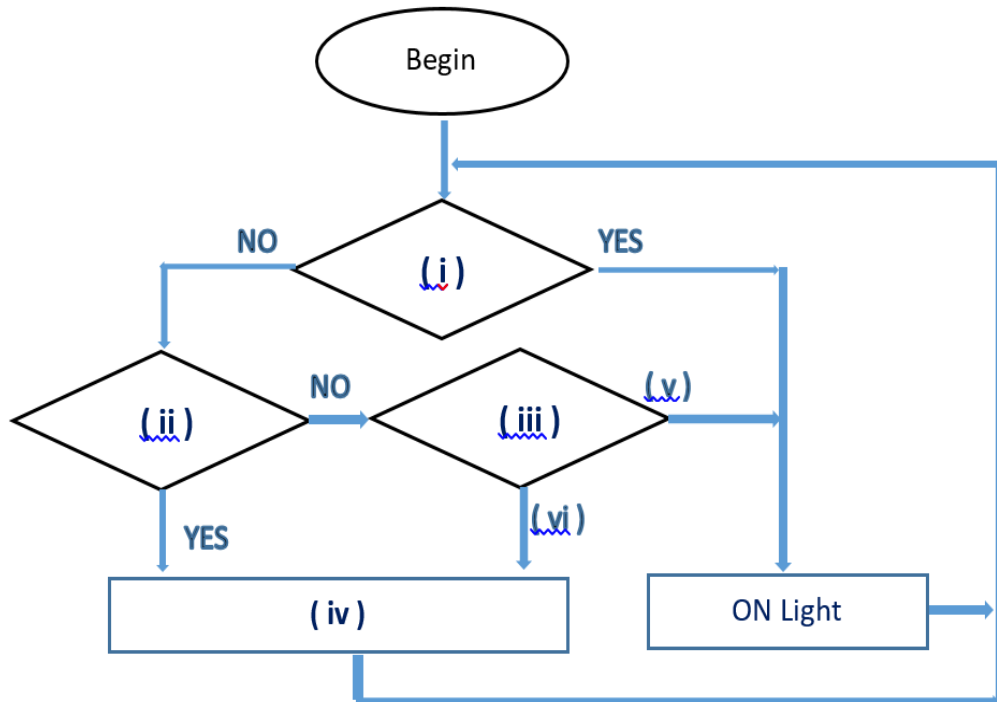 Begin
NO
YES
( i )
NO
( v )
( ii )
( iii )
YES
( vi )
( iv )
ON Light